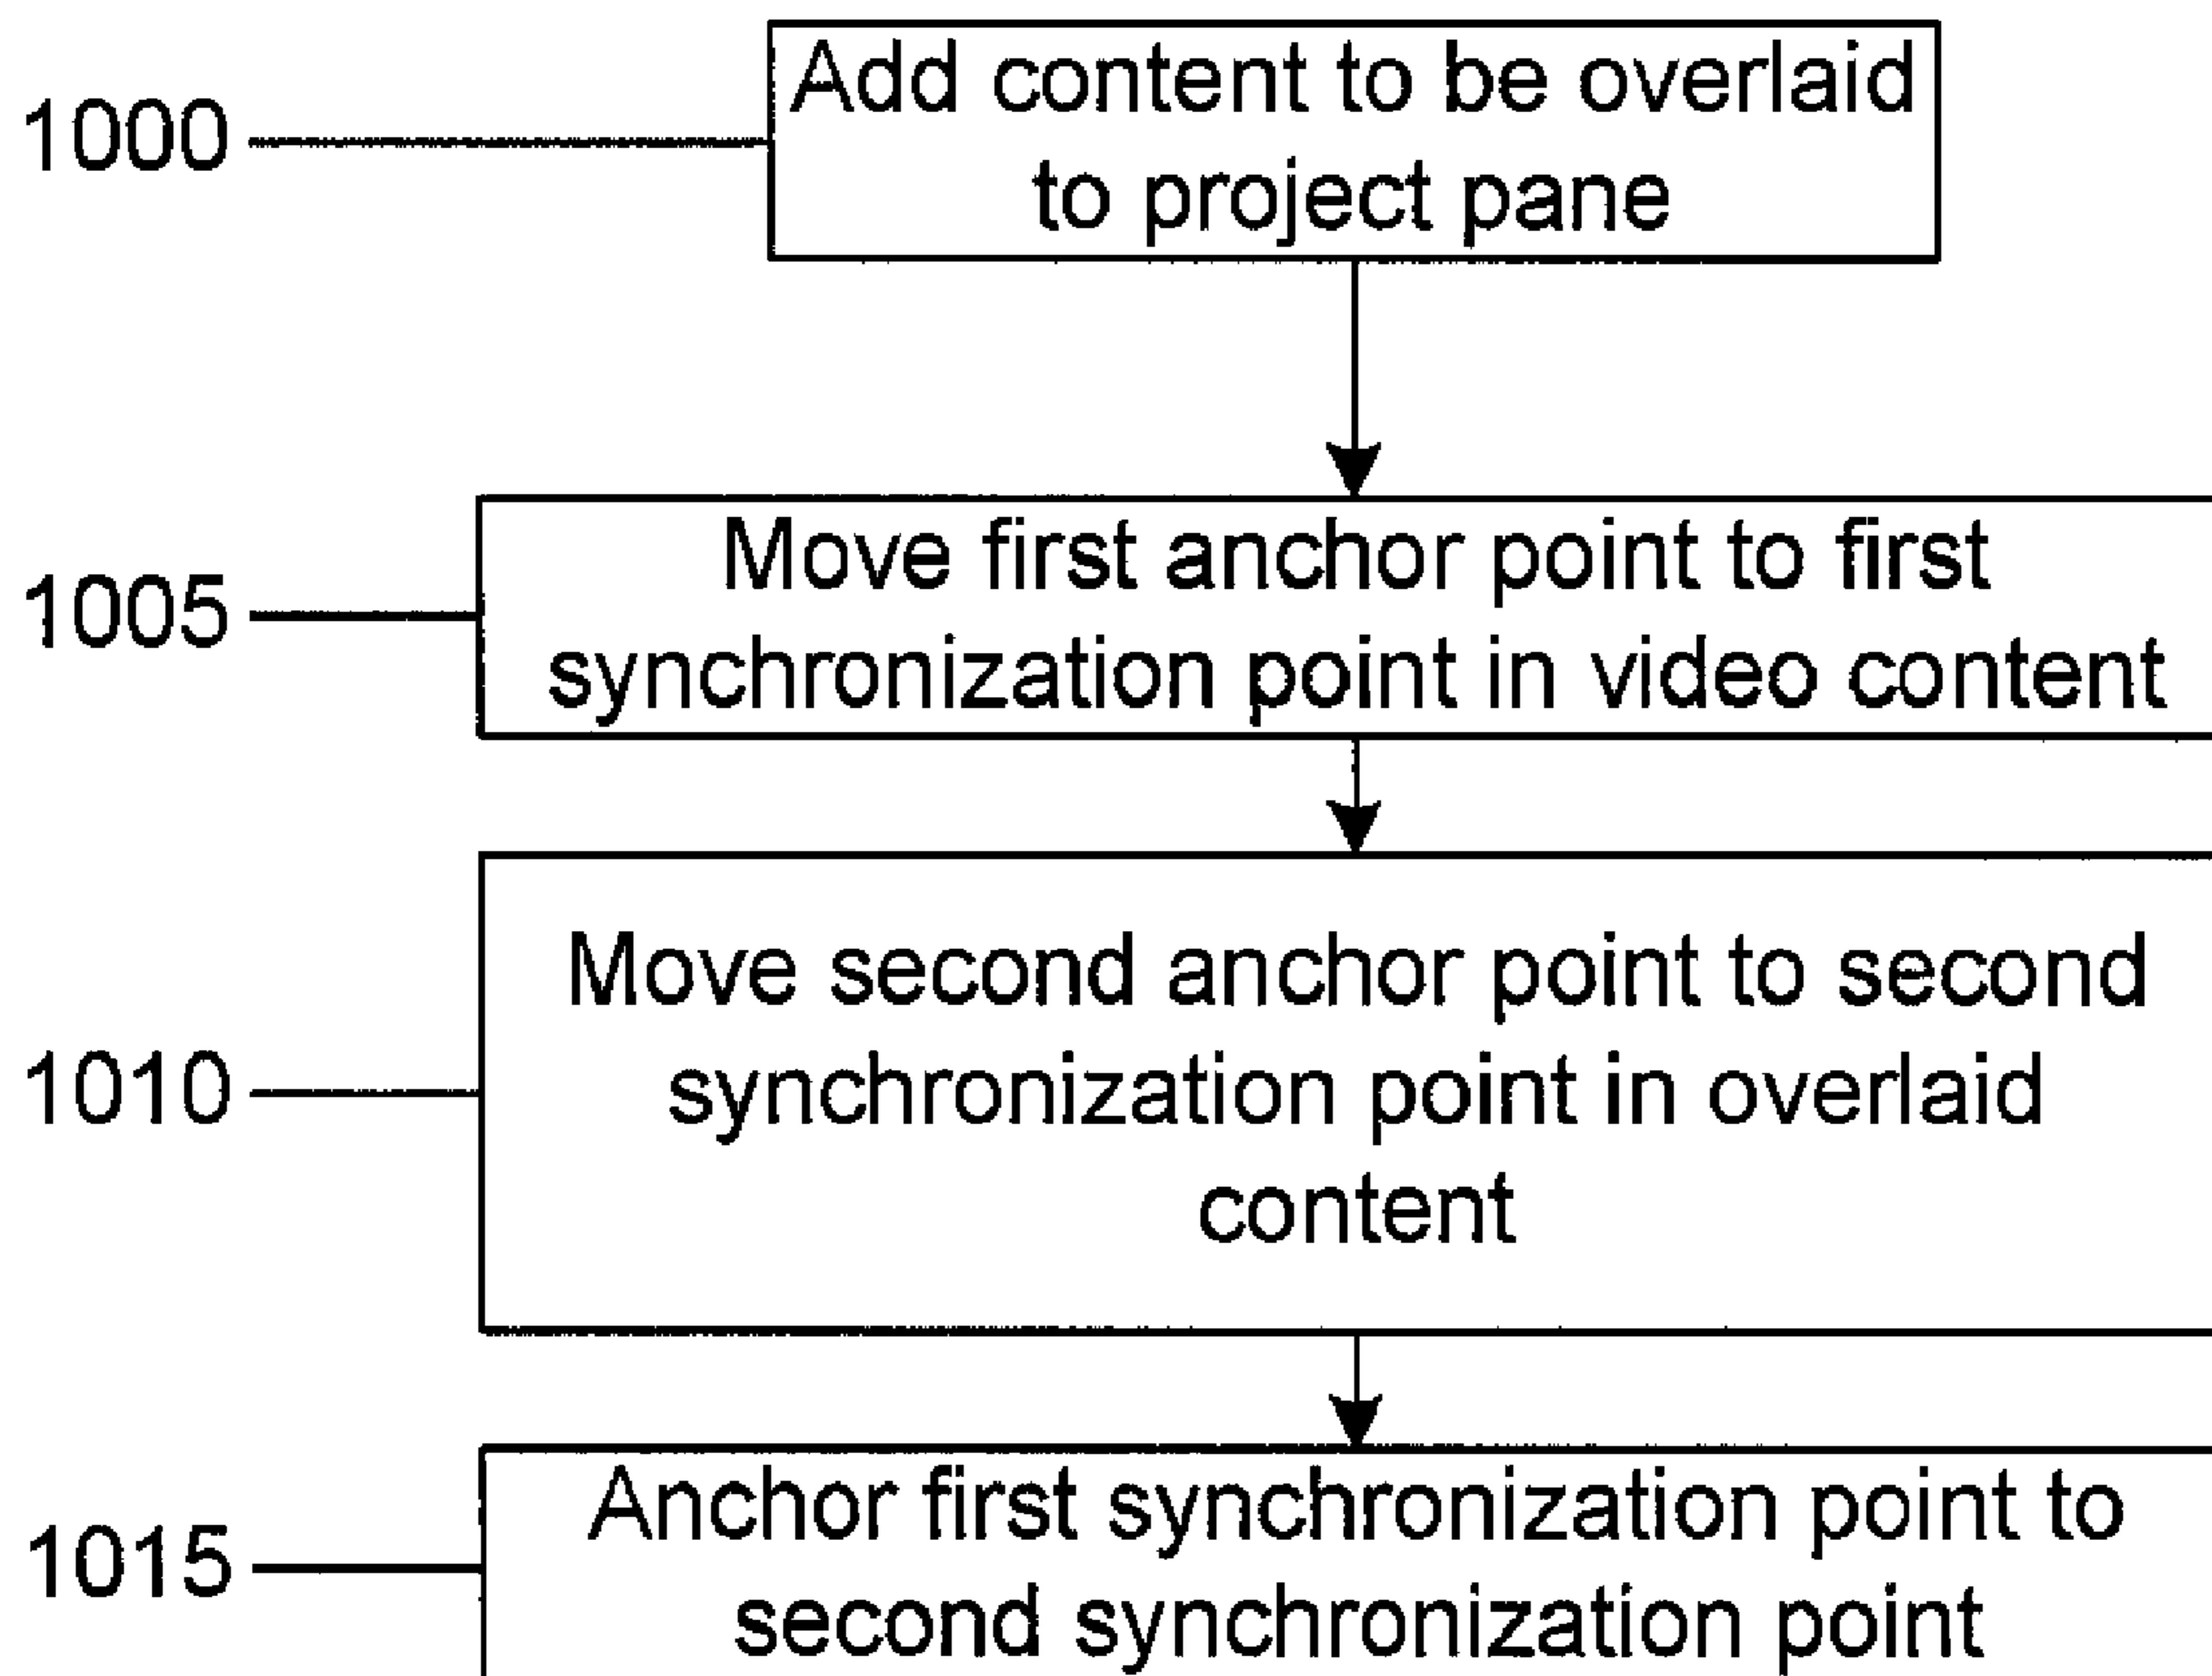 Add content to be overlaid
1000
to project pane
Move first anchor point to first
1005
synchronization point in video content
Move second anchor point to second
1010
synchronization point in overlaid
content
Anchor first synchronization point to
1015
second synchronization point